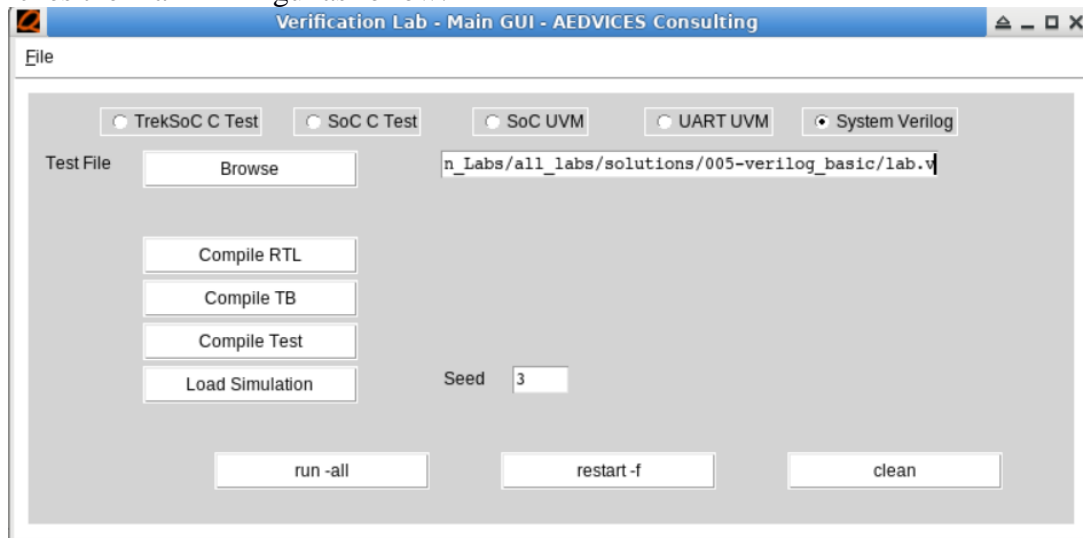 Verification Lab - Main GUI - AEDVICES Consulting
File
TrekSoC C Test SoC C Test SoC UVM UART UVM System Verilog
Test File Browse n_Labs/all_labs/solutions/005-verilog_basic/lab.v
Compile RTL
Compile TB
Compile Test
Load Simulation Seed 3
run -all restart -f clean